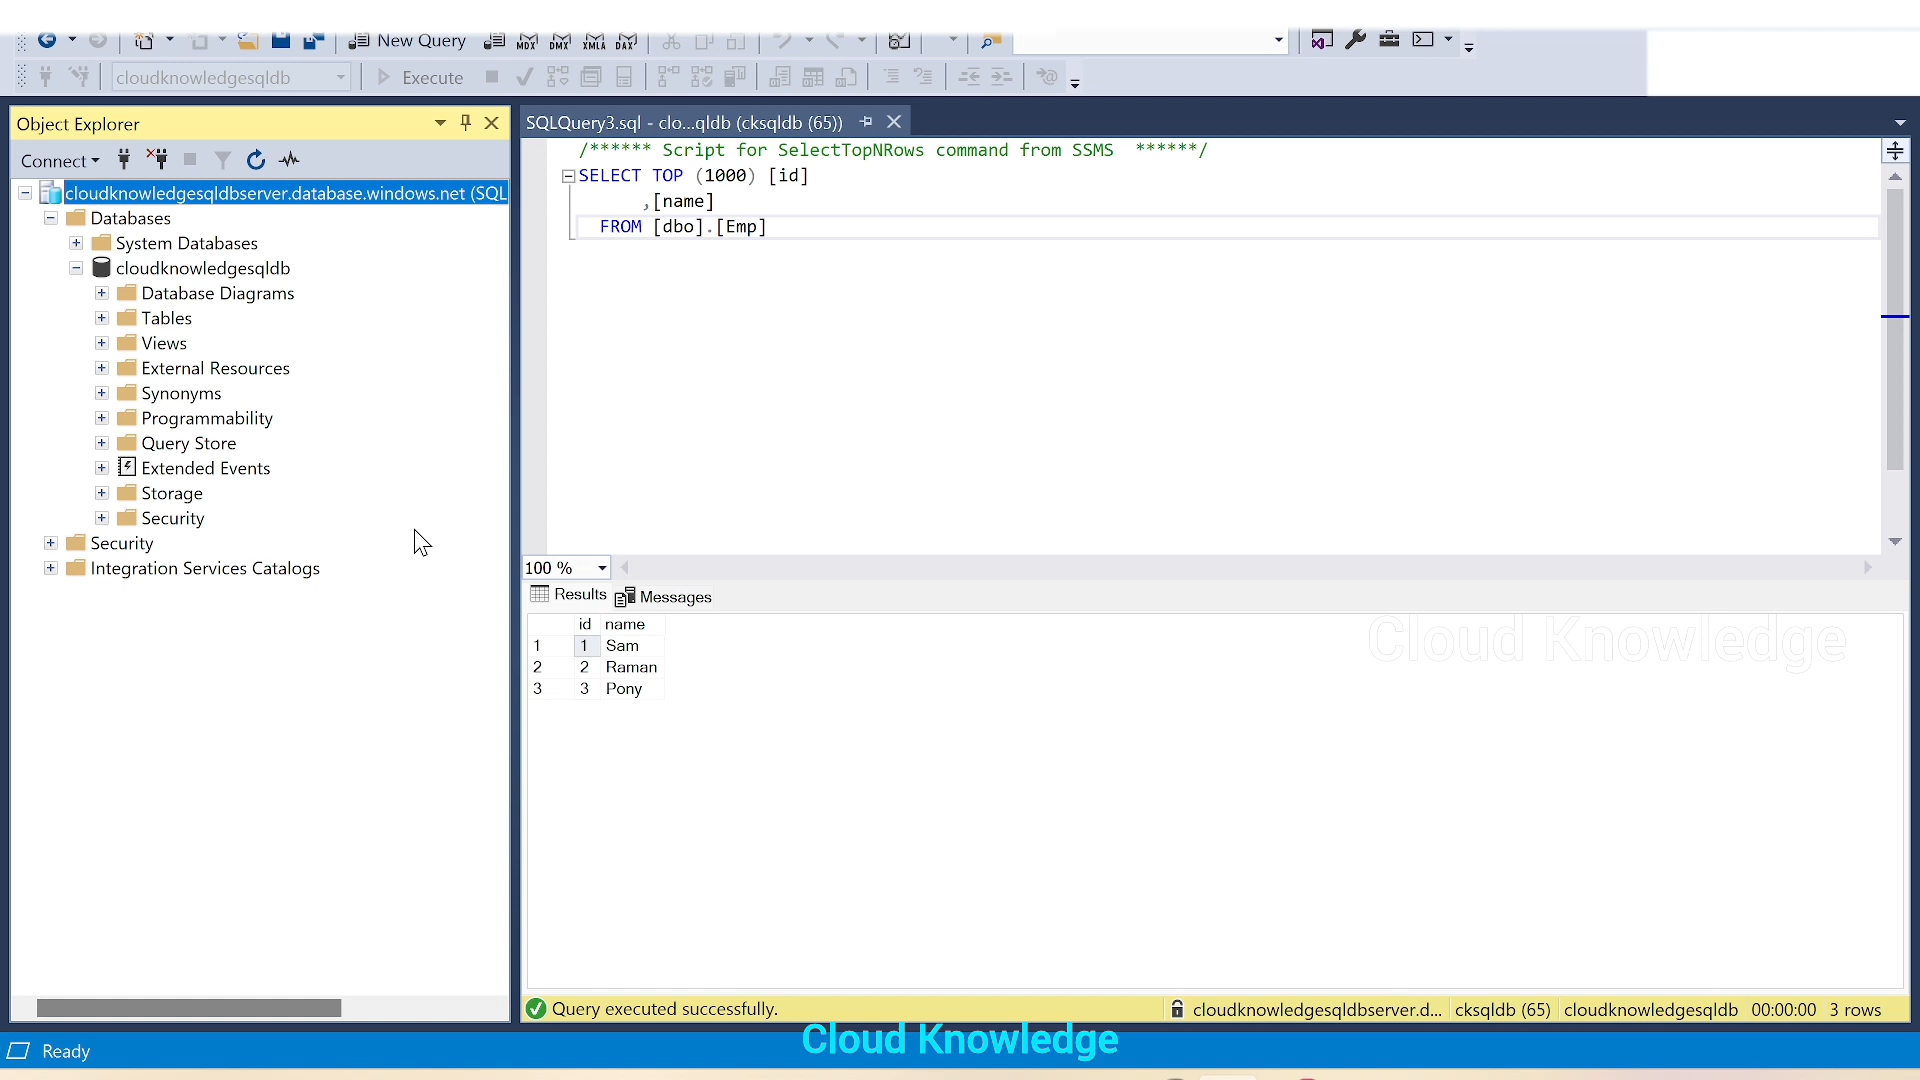 New Query
MDX DMX XMLA DAX
cloudknowledgesqldb
Execute
Object Explorer
Connect
cloudknowledgesqldbserver.database.windows.net (SQL
Databases
System Databases
cloudknowledgesqldb
Database Diagrams
Tables
Views
External Resources
Synonyms
Programmability
Query Store
Extended Events
Storage
Security
Security
Integration Services Catalogs
SQLQuery3.sql - clo...qldb (cksqldb (65))
/****** Script for SelectTopNRows command from SSMS ******/
SELECT TOP (1000) [id]
,[name]
FROM [dbo].[Emp]
100 %
Results Messages
id name
1 1 Sam
2 2 Raman
3 3 Pony
Cloud Knowledge
Query executed successfully.
cloudknowledgesqldbserver.d... cksqldb (65) cloudknowledgesqldb 00:00:00 3 rows
Cloud Knowledge
Ready